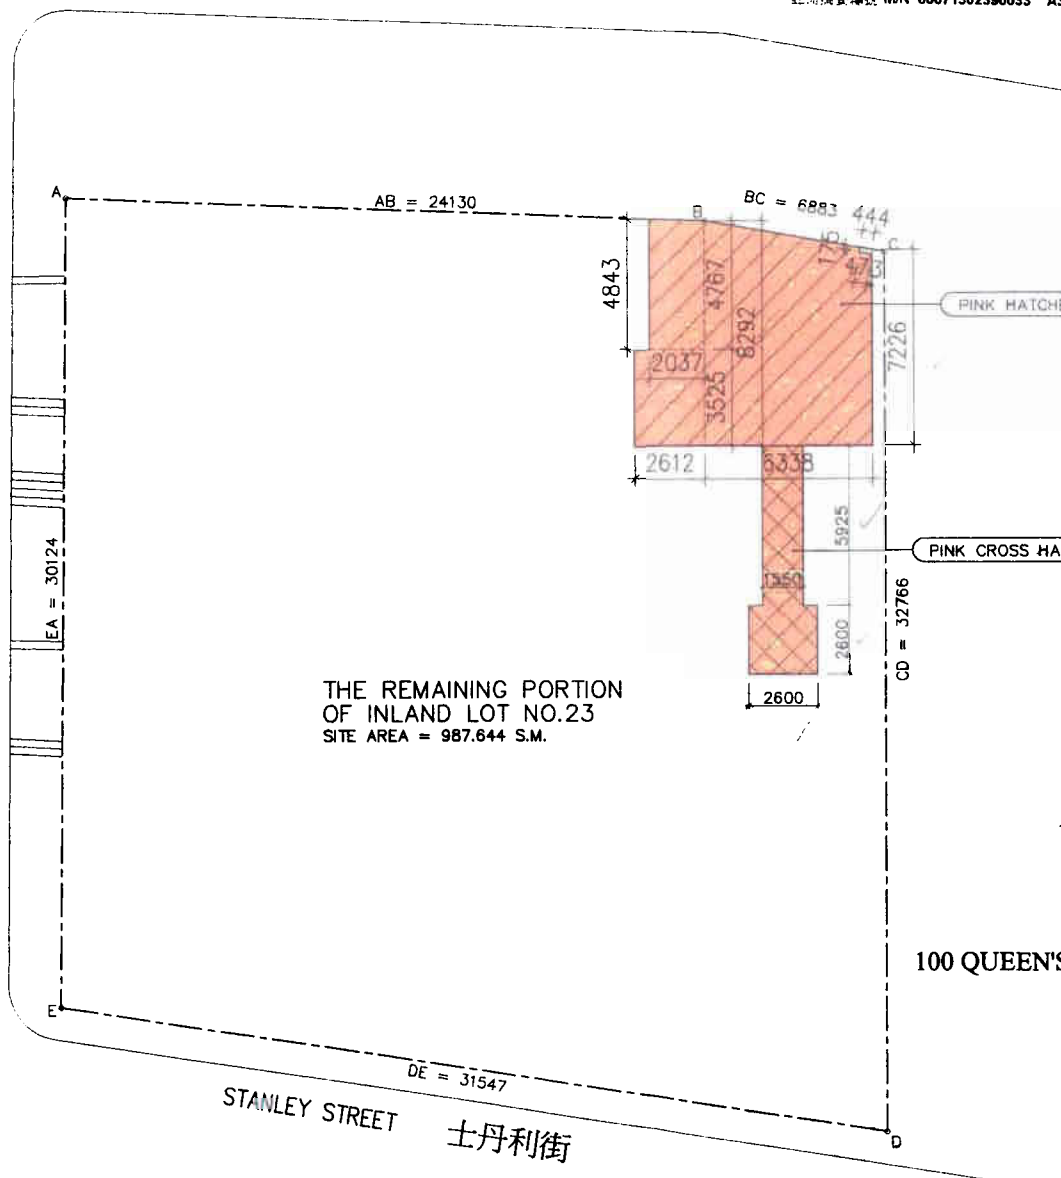 A
AB = 24130
B
BC = 6883
444
C
175
473
4843
4767
8292
2037
3525
7226
PINK HATCHE
2612
6338
5925
PINK CROSS HA
1550
EA = 30124
2600
CD = 32766
2600
THE REMAINING PORTION
OF INLAND LOT NO.23
SITE AREA = 987.644 S.M.
100 QUEEN'S
E
DE = 31547
D
STANLEY STREET 士丹利街